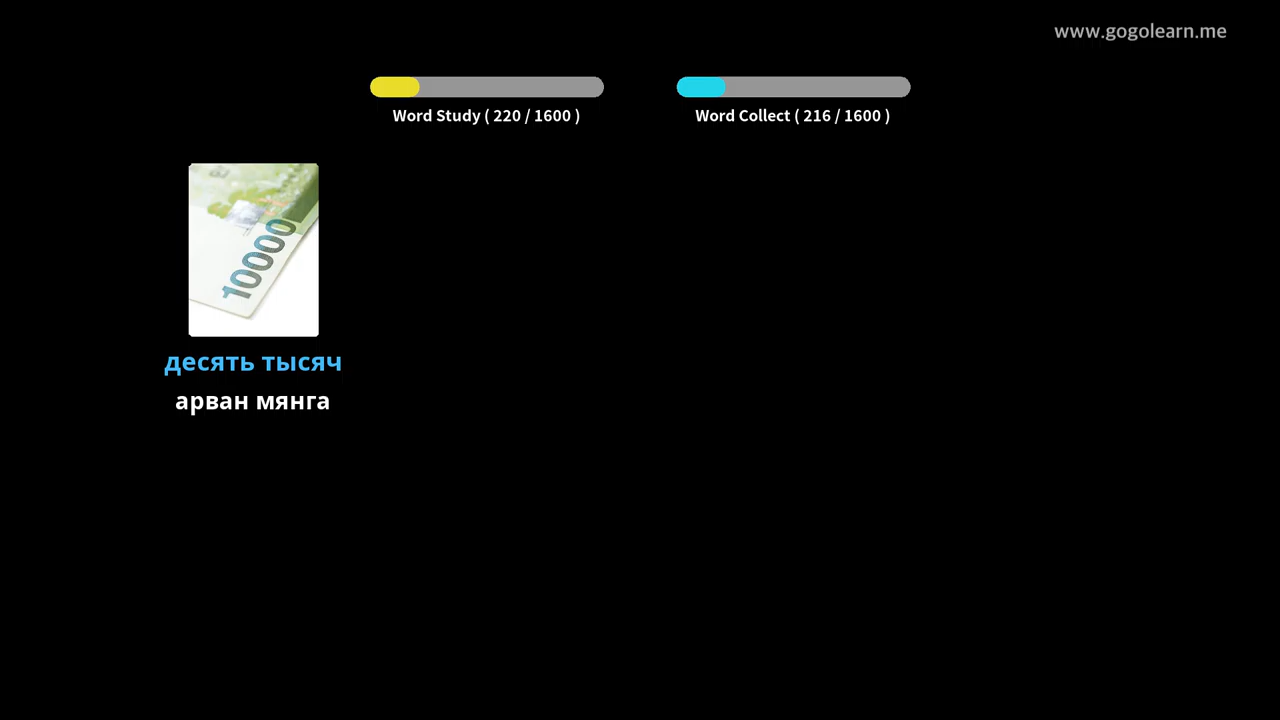 www.gogolearn.me
Word Study ( 220 / 1600 )
Word Collect ( 216 / 1600 )
10000
десять тысяч
арван мянга